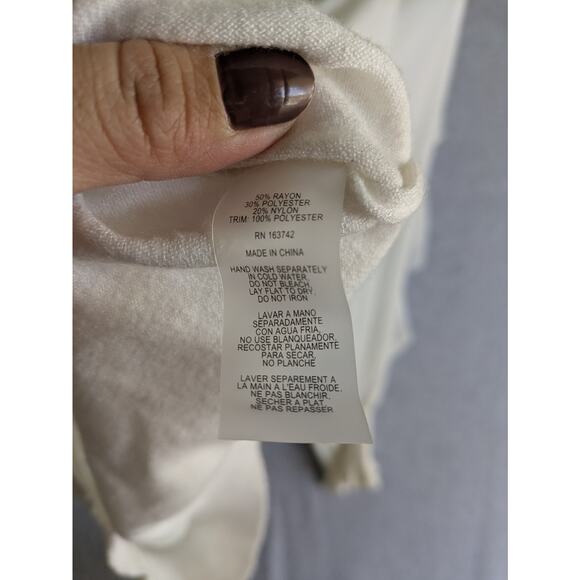 50% RAYON
30% POLYESTER
20% NYLON
TRIM: 100% POLYESTER
RN 163742
MADE IN CHINA
HAND WASH SEPARATELY
IN COLD WATER.
DO NOT BLEACH,
LAY FLAT TO DRY,
DO NOT IRON
LAVAR A MANO
SEPARADAMENTE
CON AGUA FRIA,
NO USE BLANQUEADOR,
RECOSTAR PLANAMENTE
PARA SECAR,
NO PLANCHE
LAVER SEPAREMENT A
LA MAIN A L'EAU FROIDE.
NE PAS BLANCHIR.
SECHER A PLAT
NE PAS REPASSER